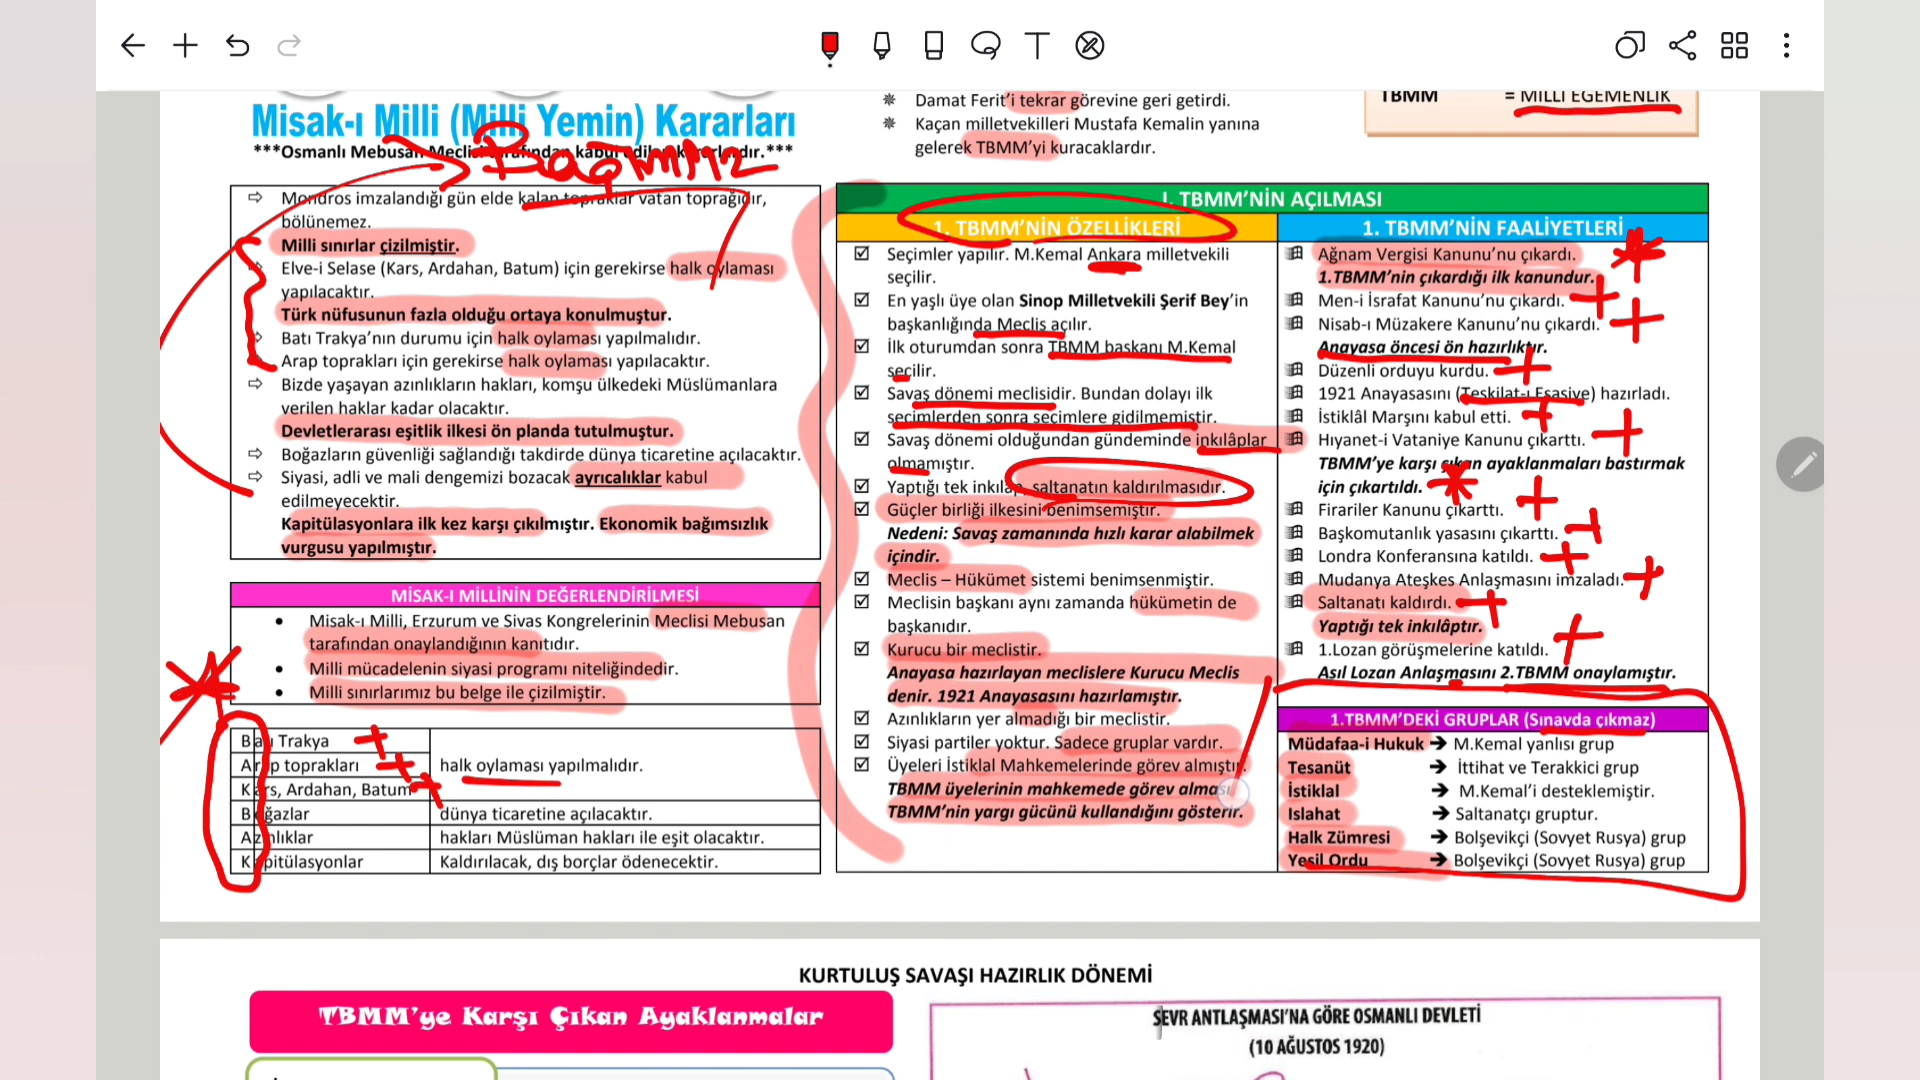 Misak-ı Milli (Milli Yemin) Kararları
***Osmanlı Mebusan Meclisi tarafından kabul edilen kararlardır.***
Bağımsız
Mondros imzalandığı gün elde kalan topraklar vatan toprağıdır,
bölünemez.
Milli sınırlar çizilmiştir.
Elve-i Selase (Kars, Ardahan, Batum) için gerekirse halk oylaması
yapılacaktır.
Türk nüfusunun fazla olduğu ortaya konulmuştur.
Batı Trakya'nın durumu için halk oylaması yapılmalıdır.
Arap toprakları için gerekirse halk oylaması yapılacaktır.
Bizde yaşayan azınlıkların hakları, komşu ülkedeki Müslümanlara
verilen haklar kadar olacaktır.
Devletlerarası eşitlik ilkesi ön planda tutulmuştur.
Boğazların güvenliği sağlandığı takdirde dünya ticaretine açılacaktır.
Siyasi, adli ve mali dengemizi bozacak ayrıcalıklar kabul
edilmeyecektir.
Kapitülasyonlara ilk kez karşı çıkılmıştır. Ekonomik bağımsızlık
vurgusu yapılmıştır.
MİSAK-I MİLLİNİN DEĞERLENDİRİLMESİ
• Misak-ı Milli, Erzurum ve Sivas Kongrelerinin Meclisi Mebusan
tarafından onaylandığının kanıtıdır.
• Milli mücadelenin siyasi programı niteliğindedir.
• Milli sınırlarımız bu belge ile çizilmiştir.
Batı Trakya
Arap toprakları
Kars, Ardahan, Batum
halk oylaması yapılmalıdır.
Boğazlar dünya ticaretine açılacaktır.
Azınlıklar hakları Müslüman hakları ile eşit olacaktır.
Kapitülasyonlar Kaldırılacak, dış borçlar ödenecektir.
Damat Ferit'i tekrar görevine geri getirdi.
Kaçan milletvekilleri Mustafa Kemalin yanına
gelerek TBMM'yi kuracaklardır.
TBMM = MİLLİ EGEMENLİK
I. TBMM'NİN AÇILMASI
1. TBMM'NİN ÖZELLİKLERİ
Seçimler yapılır. M.Kemal Ankara milletvekili
seçilir.
En yaşlı üye olan Sinop Milletvekili Şerif Bey'in
başkanlığında Meclis açılır.
İlk oturumdan sonra TBMM başkanı M.Kemal
seçilir.
Savaş dönemi meclisidir. Bundan dolayı ilk
seçimlerden sonra seçimlere gidilmemiştir.
Savaş dönemi olduğundan gündeminde inkılâplar
olmamıştır.
Yaptığı tek inkılap, saltanatın kaldırılmasıdır.
Güçler birliği ilkesini benimsemiştir.
Nedeni: Savaş zamanında hızlı karar alabilmek
içindir.
Meclis – Hükümet sistemi benimsenmiştir.
Meclisin başkanı aynı zamanda hükümetin de
başkanıdır.
Kurucu bir meclistir.
Anayasa hazırlayan meclislere Kurucu Meclis
denir. 1921 Anayasasını hazırlamıştır.
Azınlıkların yer almadığı bir meclistir.
Siyasi partiler yoktur. Sadece gruplar vardır.
Üyeleri İstiklal Mahkemelerinde görev almıştır.
TBMM üyelerinin mahkemede görev alması
TBMM'nin yargı gücünü kullandığını gösterir.
1. TBMM'NİN FAALİYETLERİ
Ağnam Vergisi Kanunu'nu çıkardı.
1.TBMM'nin çıkardığı ilk kanundur.
Men-i İsrafat Kanunu'nu çıkardı.
Nisab-ı Müzakere Kanunu'nu çıkardı.
Anayasa öncesi ön hazırlıktır.
Düzenli orduyu kurdu.
1921 Anayasasını (Teşkilat-ı Esasiye) hazırladı.
İstiklâl Marşını kabul etti.
Hıyanet-i Vataniye Kanunu çıkarttı.
TBMM'ye karşı çıkan ayaklanmaları bastırmak
için çıkartıldı.
Firariler Kanunu çıkarttı.
Başkomutanlık yasasını çıkarttı.
Londra Konferansına katıldı.
Mudanya Ateşkes Anlaşmasını imzaladı.
Saltanatı kaldırdı.
Yaptığı tek inkılâptır.
1.Lozan görüşmelerine katıldı.
Asıl Lozan Anlaşmasını 2.TBMM onaylamıştır.
1.TBMM'DEKİ GRUPLAR (Sınavda çıkmaz)
Müdafaa-i Hukuk → M.Kemal yanlısı grup
Tesanüt → İttihat ve Terakkici grup
İstiklal → M.Kemal'i desteklemiştir.
Islahat → Saltanatçı gruptur.
Halk Zümresi → Bolşevikçi (Sovyet Rusya) grup
Yeşil Ordu → Bolşevikçi (Sovyet Rusya) grup
KURTULUŞ SAVAŞI HAZIRLIK DÖNEMİ
TBMM'ye Karşı Çıkan Ayaklanmalar
SEVR ANTLAŞMASI'NA GÖRE OSMANLI DEVLETİ
(10 AĞUSTOS 1920)